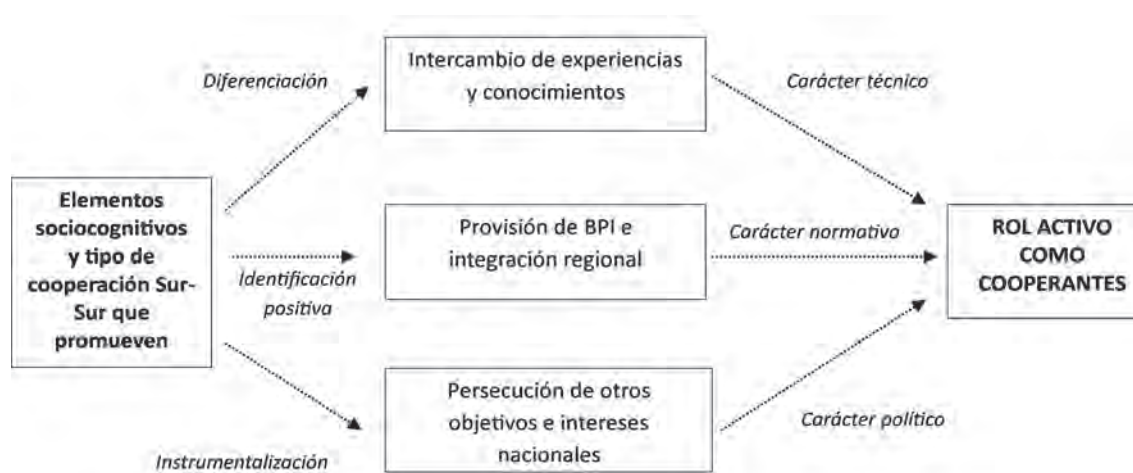 Diferenciación
Intercambio de experiencias
y conocimientos
Carácter técnico
Elementos
sociocognitivos
y tipo de
cooperación Sur-
Sur que
promueven
Identificación
positiva
Provisión de BPI e
integración regional
Carácter normativo
ROL ACTIVO
COMO
COOPERANTES
Instrumentalización
Persecución de otros
objetivos e intereses
nacionales
Carácter político